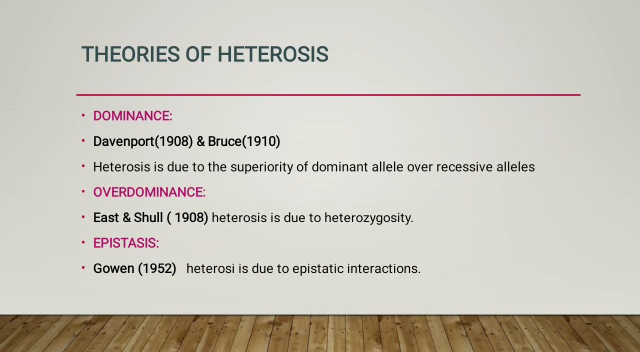 THEORIES OF HETEROSIS
• DOMINANCE:
• Davenport(1908) & Bruce(1910)
• Heterosis is due to the superiority of dominant allele over recessive alleles
• OVERDOMINANCE:
• East & Shull ( 1908) heterosis is due to heterozygosity.
• EPISTASIS:
• Gowen (1952) heterosi is due to epistatic interactions.